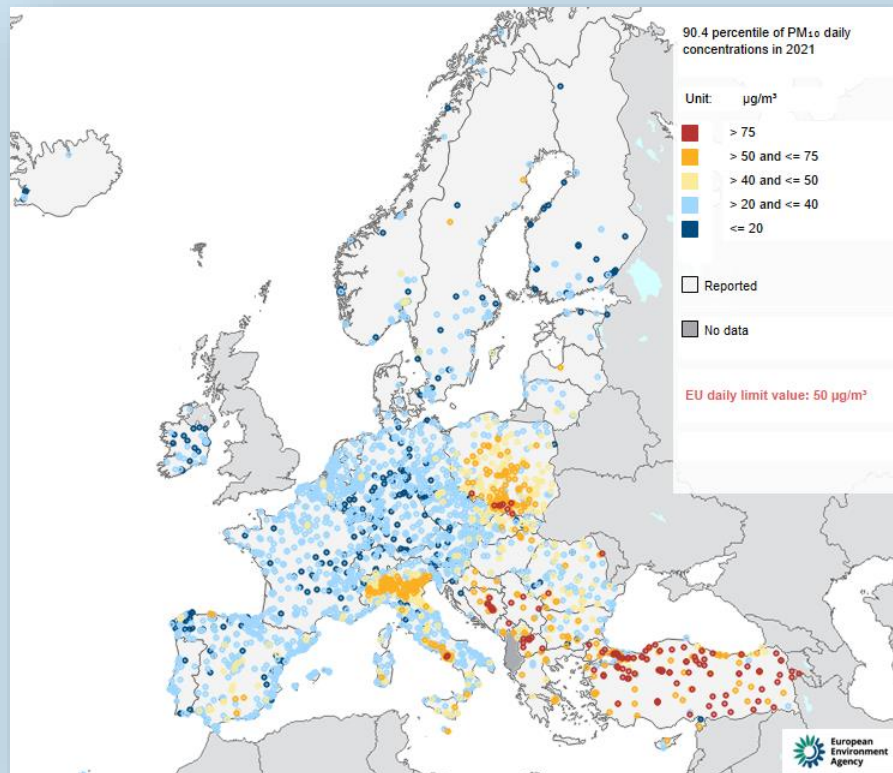 90.4 percentile of PM₁₀ daily
concentrations in 2021
Unit: µg/m³
> 75
> 50 and <= 75
> 40 and <= 50
> 20 and <= 40
<= 20
Reported
No data
EU daily limit value: 50 µg/m³
European
Environment
Agency